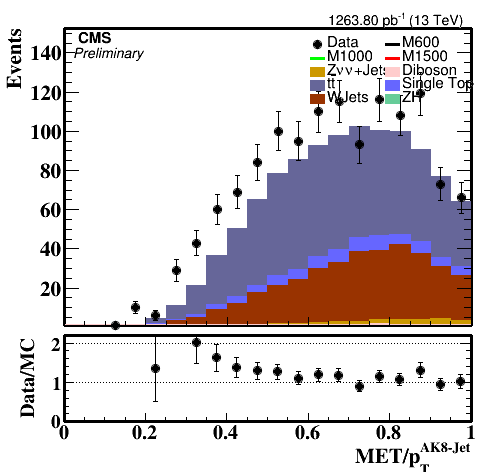 1263.80 pb⁻¹ (13 TeV)
CMS
Preliminary
Data
M600
M1000
M1500
Zνν+Jets
Diboson
tt
Single Top
WJets
ZH
Events
140
120
100
80
60
40
20
Data/MC
2
1
0
0 0.2 0.4 0.6 0.8 1
MET/p_T^AK8-Jet